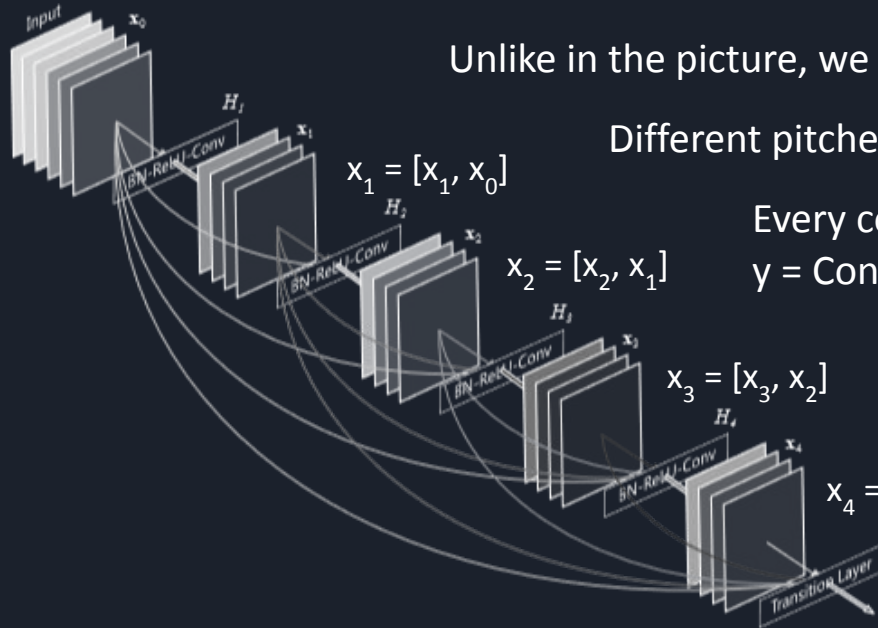 Input
x0
Unlike in the picture, we
H1
BN-ReLU-Conv
x1
Different pitche
x1 = [x1, x0]
H2
BN-ReLU-Conv
x2
Every co
x2 = [x2, x1]
y = Con
H3
BN-ReLU-Conv
x3
x3 = [x3, x2]
H4
BN-ReLU-Conv
x4
x4 =
Transition Layer